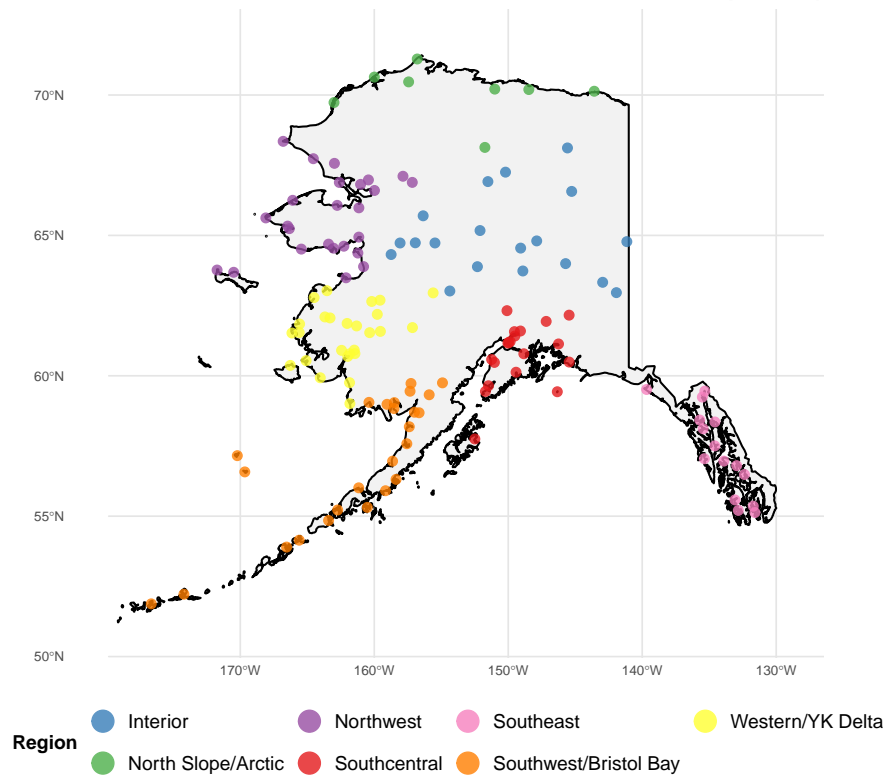 70°N
65°N
60°N
55°N
50°N
170°W 160°W 150°W 140°W 130°W
Region
Interior Northwest Southeast Western/YK Delta
North Slope/Arctic Southcentral Southwest/Bristol Bay